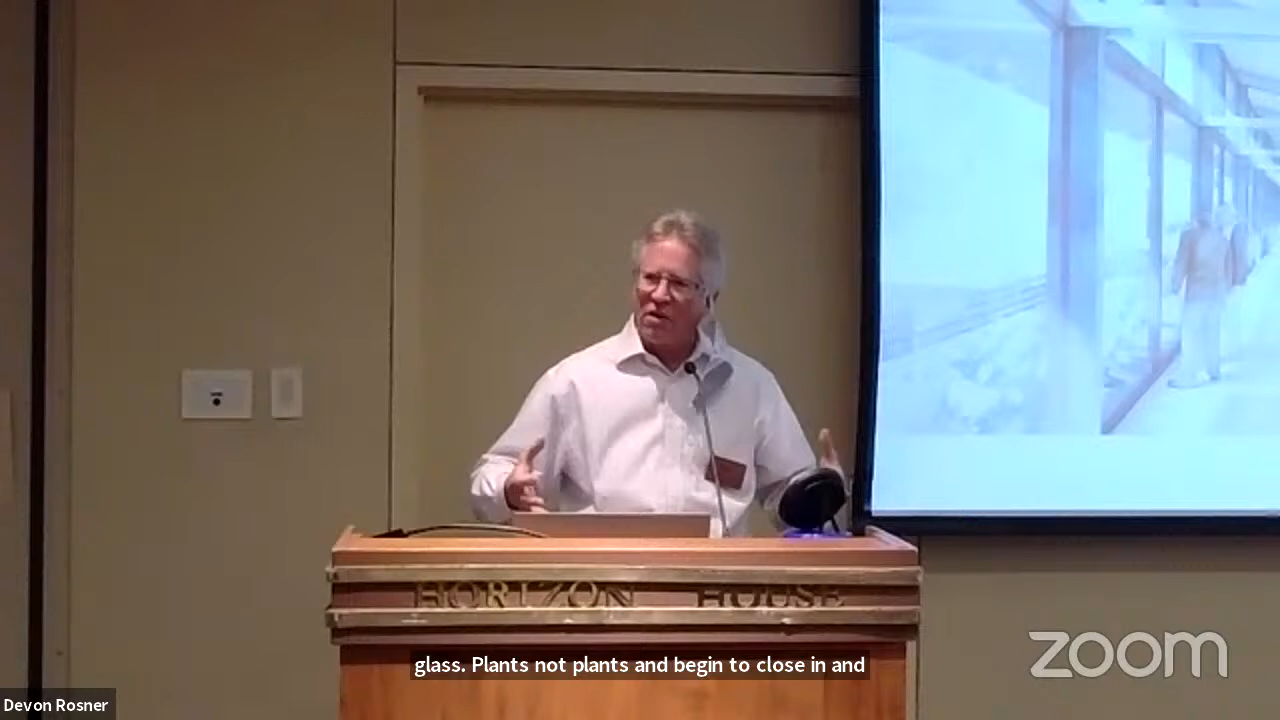 HORIZON HOUSE
glass. Plants not plants and begin to close in and
zoom
Devon Rosner